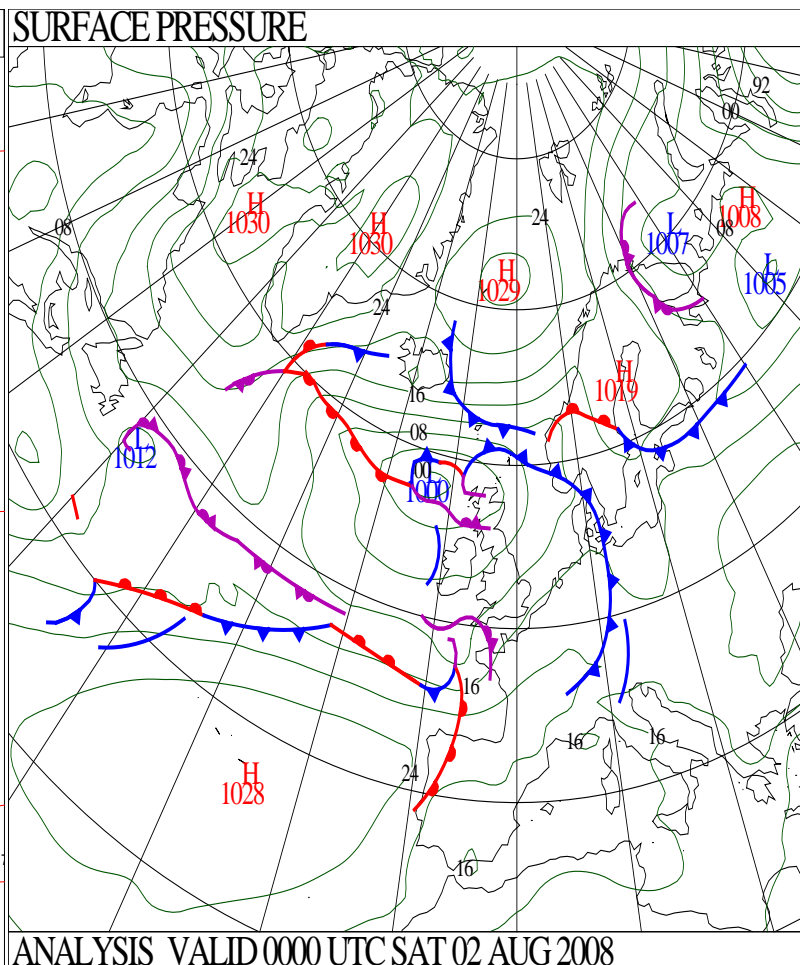 SURFACE PRESSURE
92
00
24
H
1030
H
1008
08
08
H
1030
24
L
1007
L
1005
H
1029
24
16
H
1019
08
L
1012
00
L
1000
16
16
16
H
1028
24
16
ANALYSIS VALID 0000 UTC SAT 02 AUG 2008